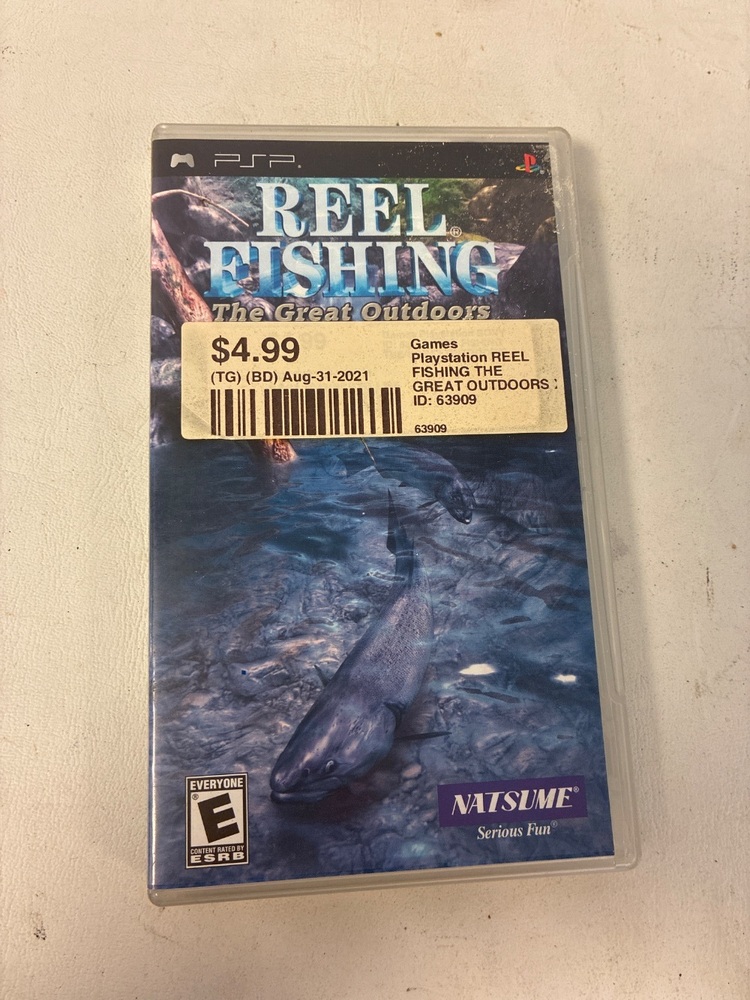 PSP.
REEL®
FISHING
The Great Outdoors
$4.99
(TG) (BD) Aug-31-2021
Games
Playstation REEL
FISHING THE
GREAT OUTDOORS :
ID: 63909
63909
EVERYONE
E
®
CONTENT RATED BY
ESRB
NATSUME®
Serious Fun®